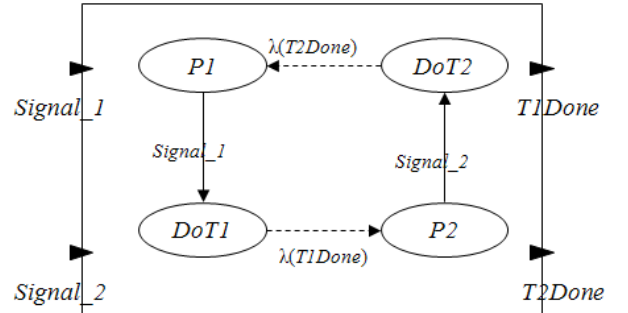 λ(T2Done)
P1
DoT2
Signal_1
T1Done
Signal_1
Signal_2
DoT1
P2
λ(T1Done)
Signal_2
T2Done